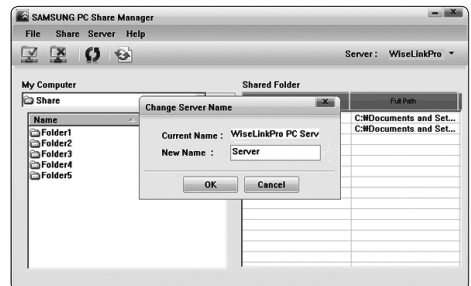 SAMSUNG PC Share Manager
File Share Server Help
Server : WiseLinkPro
My Computer
Shared Folder
Share
Full Path
Name
C:₩Documents and Set...
C:₩Documents and Set...
Folder1
Folder2
Folder3
Folder4
Folder5
Change Server Name
Current Name : WiseLinkPro PC Serv
New Name : Server
OK Cancel